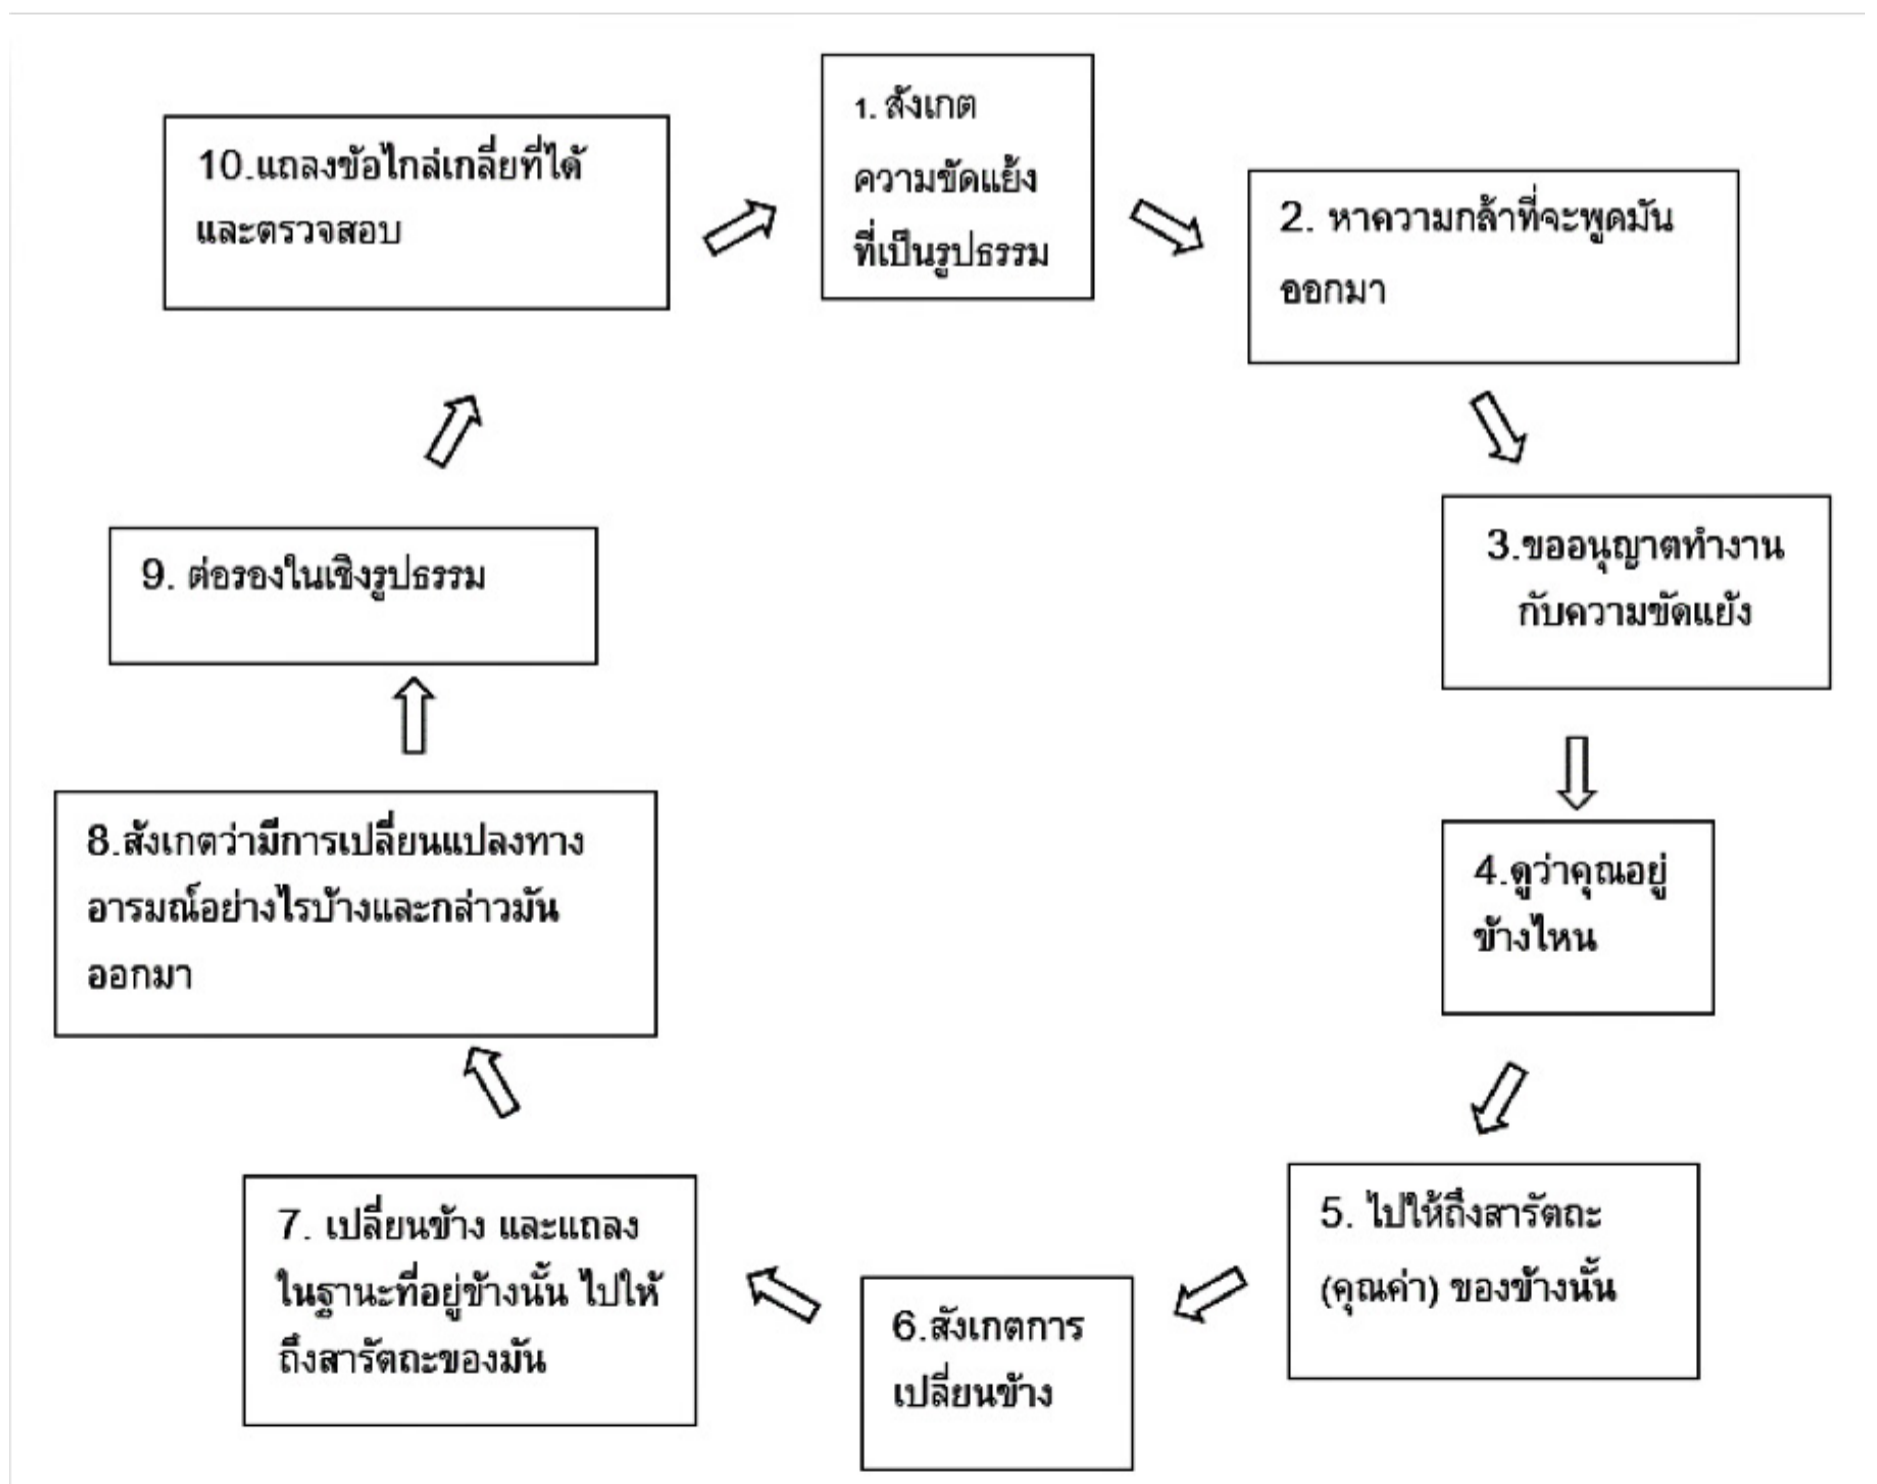 1. สังเกต
ความขัดแย้ง
ที่เป็นรูปธรรม
2. หาความกล้าที่จะพูดมัน
ออกมา
3.ขออนุญาตทำงาน
กับความขัดแย้ง
4.ดูว่าคุณอยู่
ข้างไหน
5. ไปให้ถึงสารัตถะ
(คุณค่า) ของข้างนั้น
6.สังเกตการ
เปลี่ยนข้าง
7. เปลี่ยนข้าง และแถลง
ในฐานะที่อยู่ข้างนั้น ไปให้
ถึงสารัตถะของมัน
8.สังเกตว่ามีการเปลี่ยนแปลงทาง
อารมณ์อย่างไรบ้างและกล่าวมัน
ออกมา
9. ต่อรองในเชิงรูปธรรม
10.แถลงข้อไกล่เกลี่ยที่ได้
และตรวจสอบ